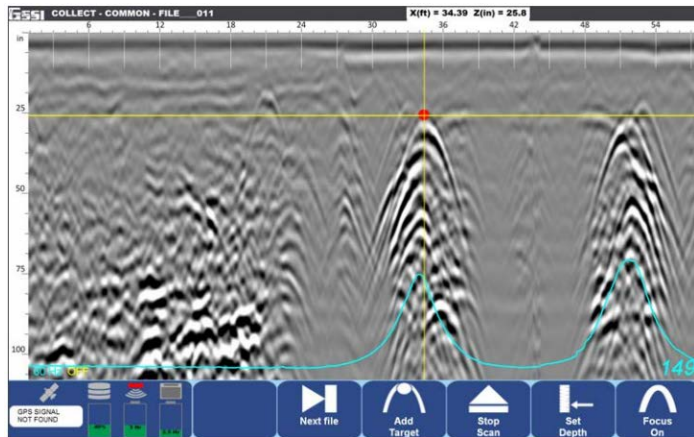 GSSI COLLECT - COMMON - FILE___011
X(ft) = 34.39 Z(in) = 25.8
in
6 12 18 24 30 36 42 48 54
25
50
75
100
OFF
149
GPS SIGNAL
NOT FOUND
Next file
Add
Target
Stop
Scan
Set
Depth
Focus
On